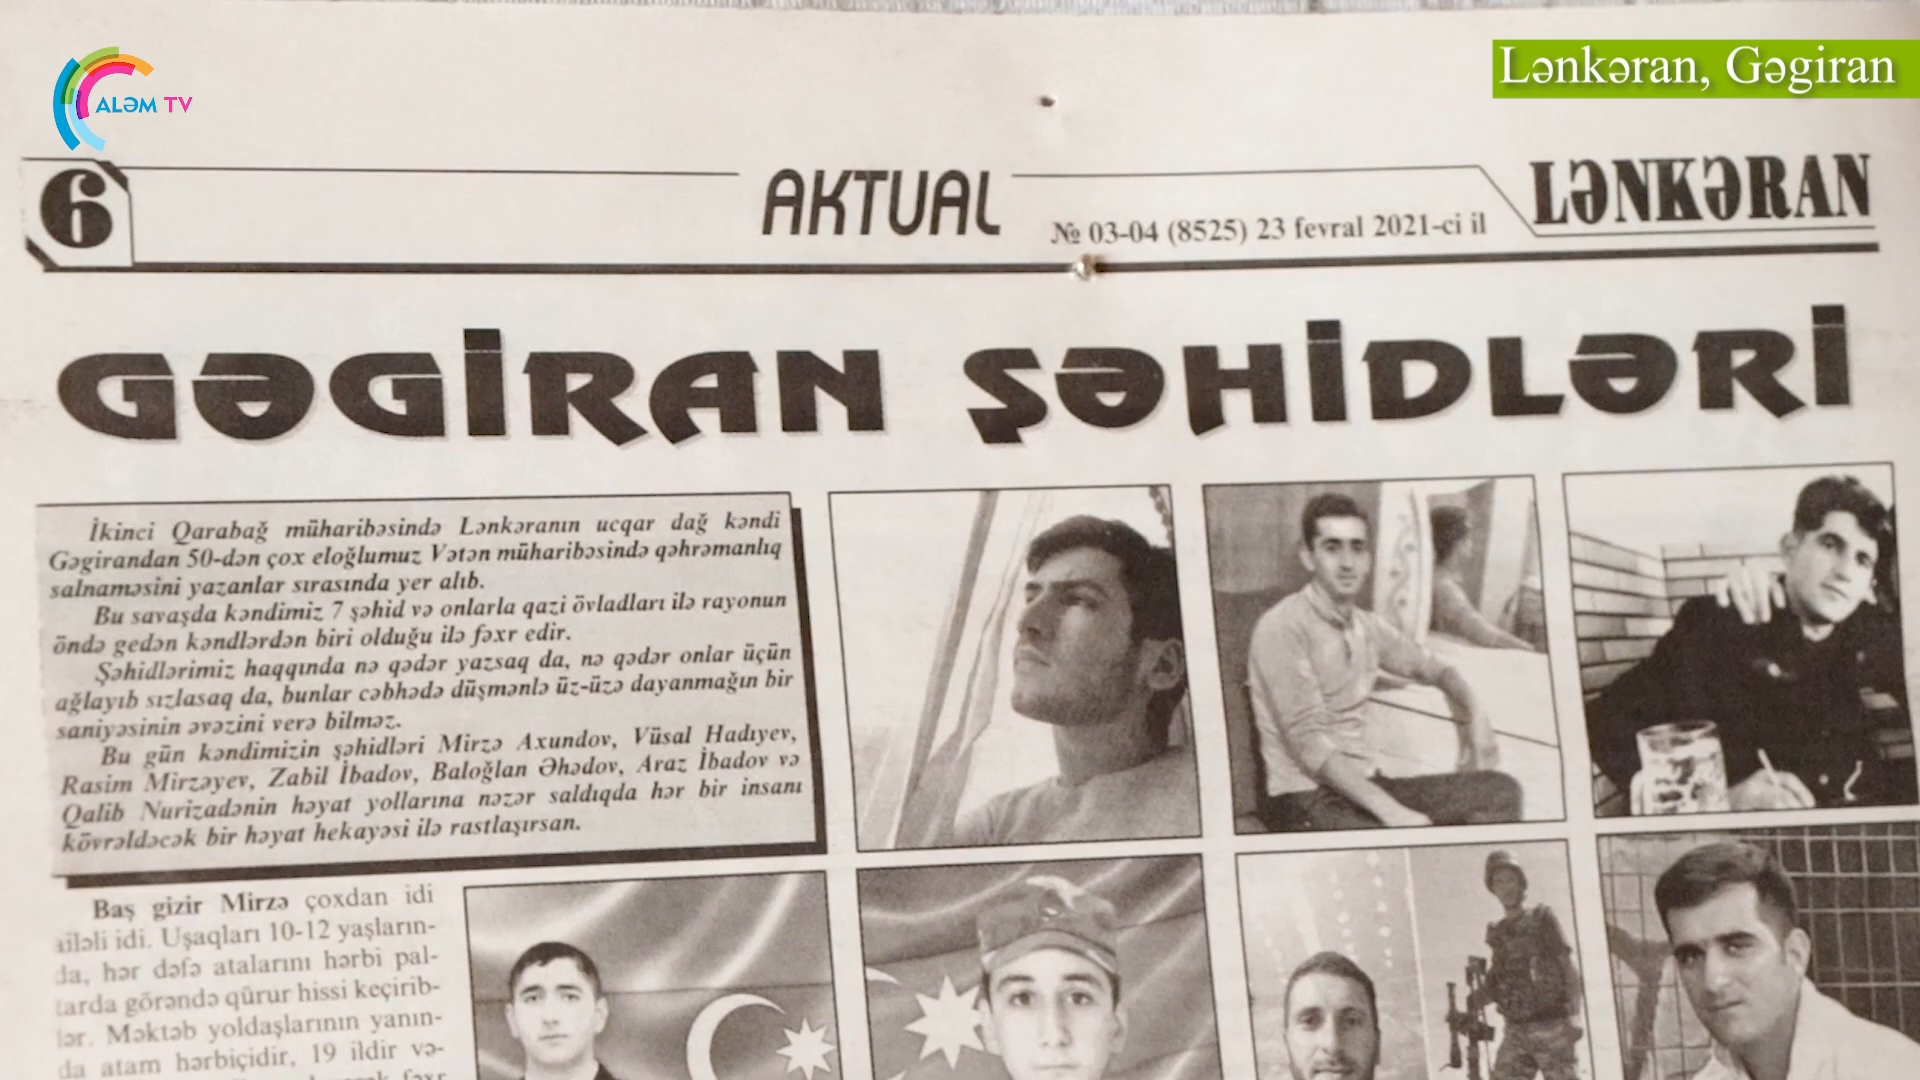 ALƏM TV
Lənkəran, Gəgiran
6
AKTUAL
№ 03-04 (8525) 23 fevral 2021-ci il
LƏNKƏRAN
GƏGİRAN ŞƏHİDLƏRİ
İkinci Qarabağ müharibəsində Lənkəranın ucqar dağ kəndi
Gəgirandan 50-dən çox eloğlumuz Vətən müharibəsində qəhrəmanlıq
salnaməsini yazanlar sırasında yer alıb.
Bu savaşda kəndimiz 7 şəhid və onlarla qazi övladları ilə rayonun
öndə gedən kəndlərdən biri olduğu ilə fəxr edir.
Şəhidlərimiz haqqında nə qədər yazsaq da, nə qədər onlar üçün
ağlayıb sızlasaq da, bunlar cəbhədə düşmənlə üz-üzə dayanmağın bir
saniyəsinin əvəzini verə bilməz.
Bu gün kəndimizin şəhidləri Mirzə Axundov, Vüsal Hadıyev,
Rasim Mirzəyev, Zabil İbadov, Baloğlan Əhədov, Araz İbadov və
Qalib Nurizadənin həyat yollarına nəzər saldıqda hər bir insanı
kövrəldəcək bir həyat hekayəsi ilə rastlaşırsan.
Baş gizir Mirzə çoxdan idi
ailəli idi. Uşaqları 10-12 yaşların-
da, hər dəfə atalarını hərbi pal-
tarda görəndə qürur hissi keçirib-
lər. Məktəb yoldaşlarının yanın-
da atam hərbiçidir, 19 ildir və-